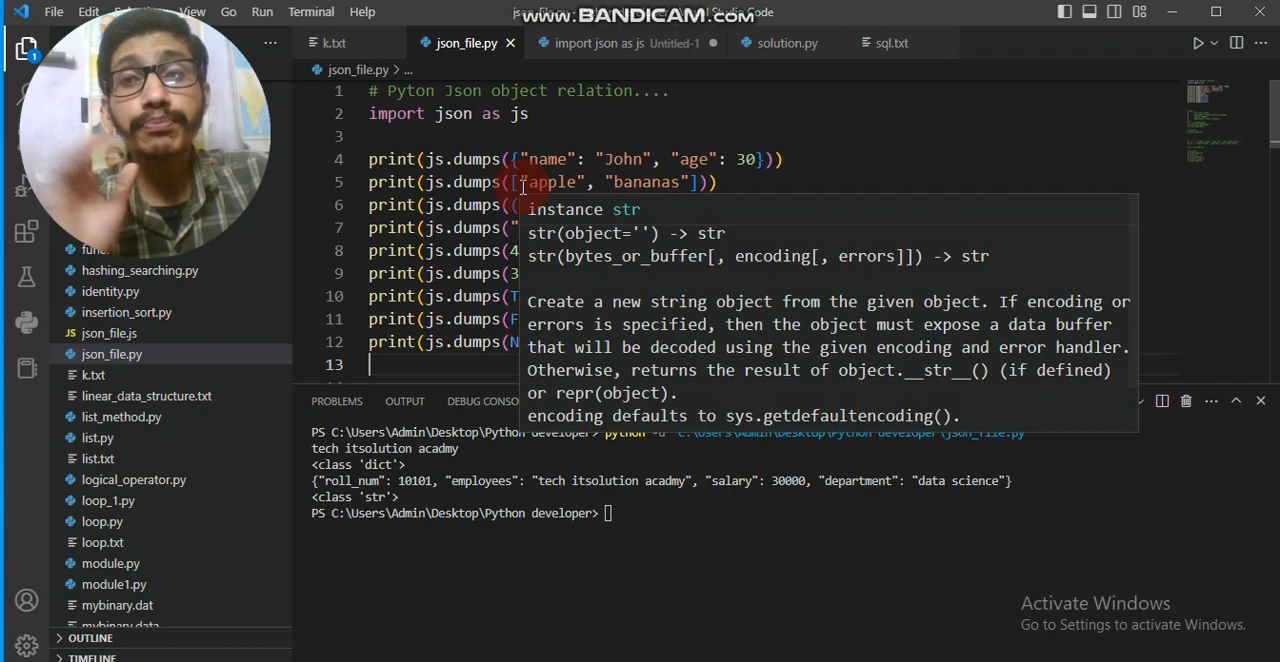 File Edit View Go Run Terminal Help
json_file.py
Studio Code
www.BANDICAM.com
k.txt
json_file.py
import json as js Untitled-1
solution.py
sql.txt
json_file.py > ...
1 # Pyton Json object relation....
2 import json as js
3
4 print(js.dumps({"name": "John", "age": 30}))
5 print(js.dumps(["apple", "bananas"]))
6 print(js.dumps((
7 print(js.dumps("
8 print(js.dumps(4
9 print(js.dumps(3
10 print(js.dumps(T
11 print(js.dumps(F
12 print(js.dumps(N
13
instance str
str(object='') -> str
str(bytes_or_buffer[, encoding[, errors]]) -> str
Create a new string object from the given object. If encoding or
errors is specified, then the object must expose a data buffer
that will be decoded using the given encoding and error handler.
Otherwise, returns the result of object.__str__() (if defined)
or repr(object).
encoding defaults to sys.getdefaultencoding().
1
hashing_searching.py
identity.py
insertion_sort.py
JS json_file.js
json_file.py
k.txt
linear_data_structure.txt
list_method.py
list.py
list.txt
logical_operator.py
loop_1.py
loop.py
loop.txt
module.py
module1.py
mybinary.dat
mybinary.data
OUTLINE
TIMELINE
PROBLEMS OUTPUT DEBUG CONSO
PS C:\Users\Admin\Desktop\Python developer> python -u "c:\Users\Admin\Desktop\Python developer\json_file.py"
tech itsolution acadmy
<class 'dict'>
{"roll_num": 10101, "employees": "tech itsolution acadmy", "salary": 30000, "department": "data science"}
<class 'str'>
PS C:\Users\Admin\Desktop\Python developer>
Activate Windows
Go to Settings to activate Windows.